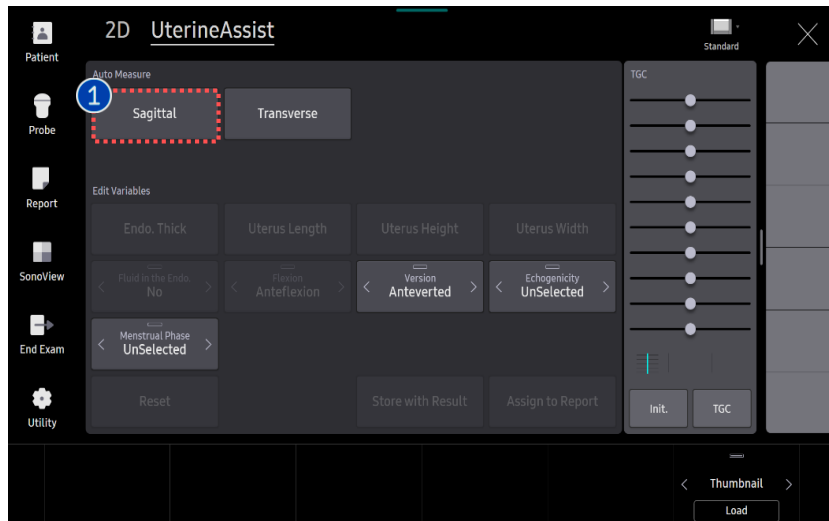 2D UterineAssist
Standard
Patient
Probe
Report
SonoView
End Exam
Utility
Auto Measure
1
Sagittal
Transverse
Edit Variables
Endo. Thick
Uterus Length
Uterus Height
Uterus Width
< Fluid in the Endo. >
No
< Flexion >
Anteflexion
< Version >
Anteverted
< Echogenicity >
UnSelected
< Menstrual Phase >
UnSelected
Reset
Store with Result
Assign to Report
TGC
Init.
TGC
< Thumbnail >
Load